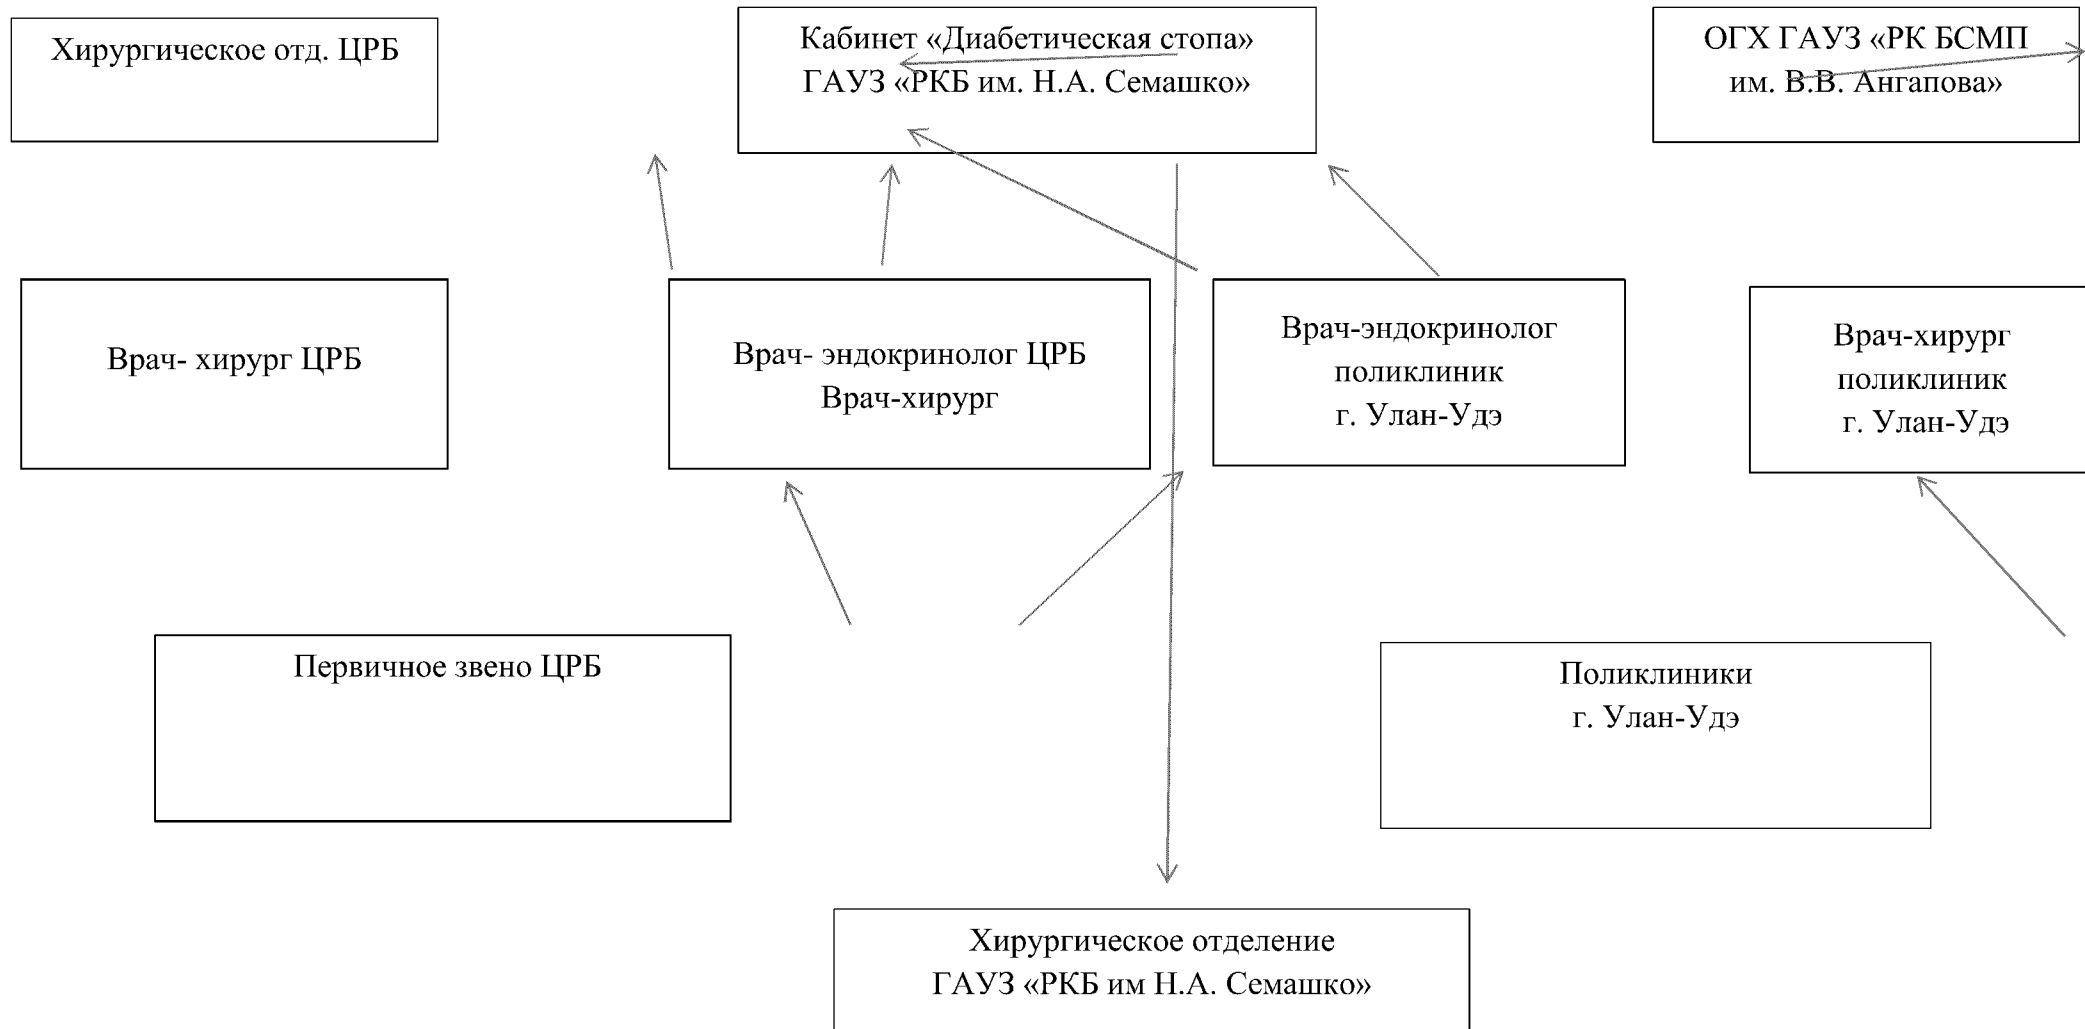 Хирургическое отд. ЦРБ
Кабинет «Диабетическая стопа»
ГАУЗ «РКБ им. Н.А. Семашко»
ОГХ ГАУЗ «РК БСМП
им. В.В. Ангапова»
Врач- хирург ЦРБ
Врач- эндокринолог ЦРБ
Врач-хирург
Врач-эндокринолог
поликлиник
г. Улан-Удэ
Врач-хирург
поликлиник
г. Улан-Удэ
Первичное звено ЦРБ
Поликлиники
г. Улан-Удэ
Хирургическое отделение
ГАУЗ «РКБ им Н.А. Семашко»